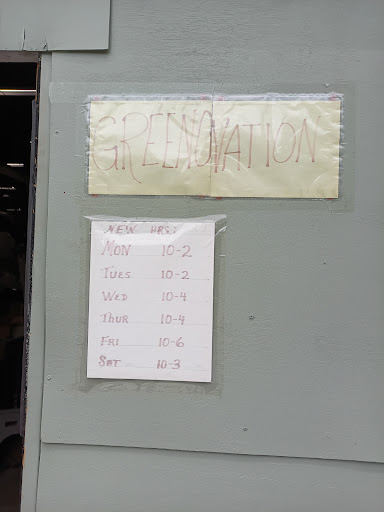 GREENOVATION
NEW HRS:
MON 10-2
TUES 10-2
WED 10-4
THUR 10-4
FRI 10-6
SAT 10-3